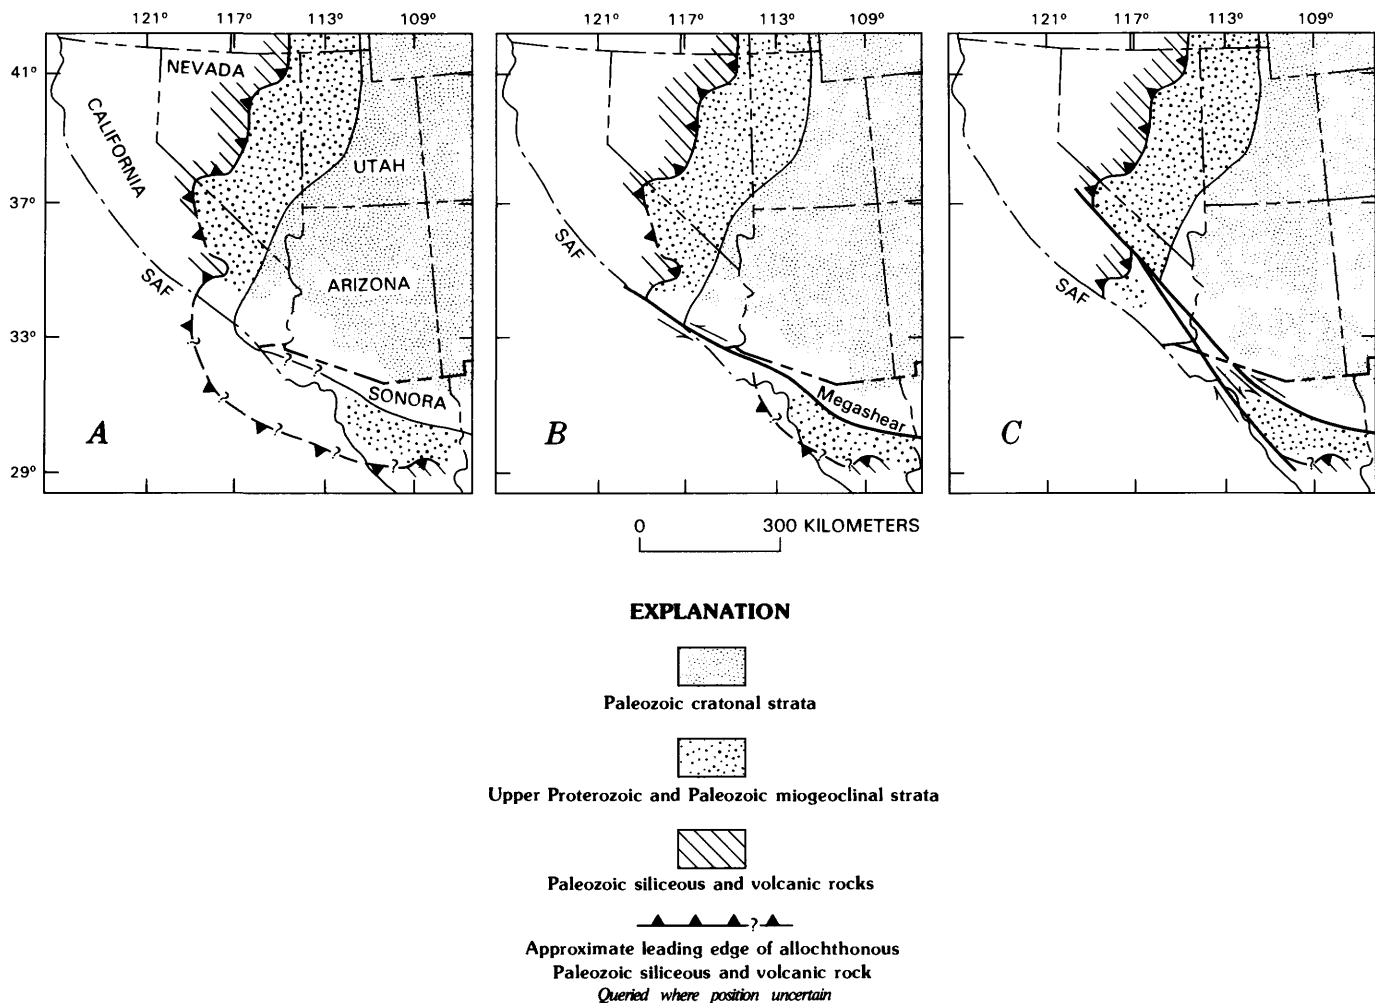 121° 117° 113° 109° 121° 117° 113° 109° 121° 117° 113° 109°
41°
37°
33°
29°
NEVADA
CALIFORNIA
UTAH
ARIZONA
SAF
SONORA
A
? ? ? ? ? ? ? ?
SAF
Megashear
B
?
SAF
C
?
0 300 KILOMETERS
EXPLANATION
Paleozoic cratonal strata
Upper Proterozoic and Paleozoic miogeoclinal strata
Paleozoic siliceous and volcanic rocks
?
Approximate leading edge of allochthonous
Paleozoic siliceous and volcanic rock
Queried where position uncertain